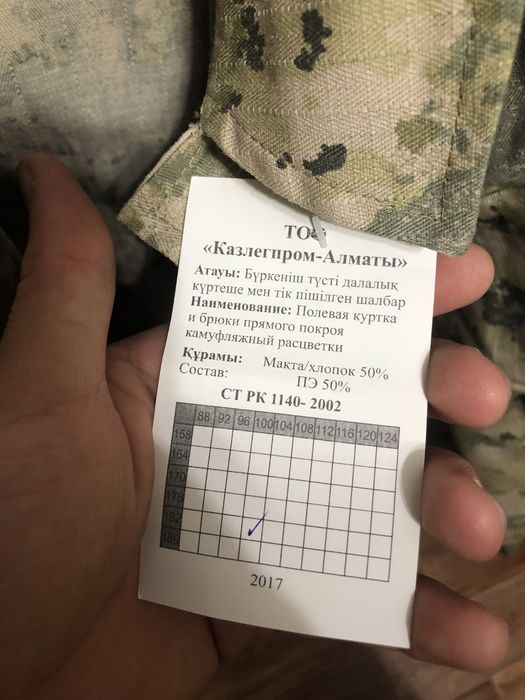 ТОО
«Казлегпром-Алматы»
Атауы: Бүркеніш түсті далалық
күртеше мен тік пішілген шалбар
Наименование: Полевая куртка
и брюки прямого покроя
камуфляжный расцветки
Құрамы: Мақта/хлопок 50%
Состав: ПЭ 50%
СТ РК 1140- 2002
88 92 96 100 104 108 112 116 120 124
158
164
170
176
182
188
2017